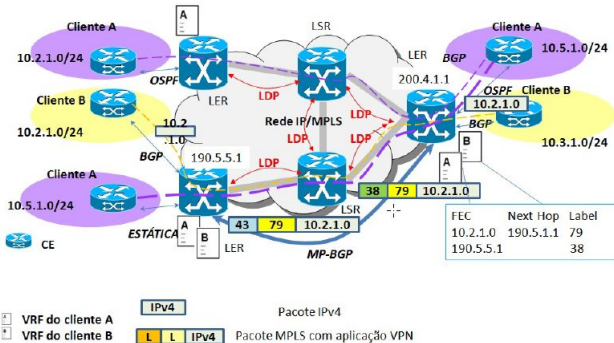 Cliente A
A
LSR
Cliente A
10.2.1.0/24
LER
BGP
10.5.1.0/24
OSPF
200.4.1.1
LDP
LDP
OSPF
Cliente B
Cliente B
LER
10.2.1.0
Rede IP/MPLS
LDP
LDP
BGP
10.2
.1.0
10.2.1.0/24
10.3.1.0/24
BGP
190.5.5.1
A
B
Cliente A
LDP
38 79 10.2.1.0
10.5.1.0/24
LSR
FEC Next Hop Label
10.2.1.0 190.5.1.1 79
190.5.5.1 38
ESTÁTICA
A
B
LER
43 79 10.2.1.0
MP-BGP
CE
IPv4 Pacote IPv4
A VRF do cliente A
B VRF do cliente B
L L IPv4 Pacote MPLS com aplicação VPN